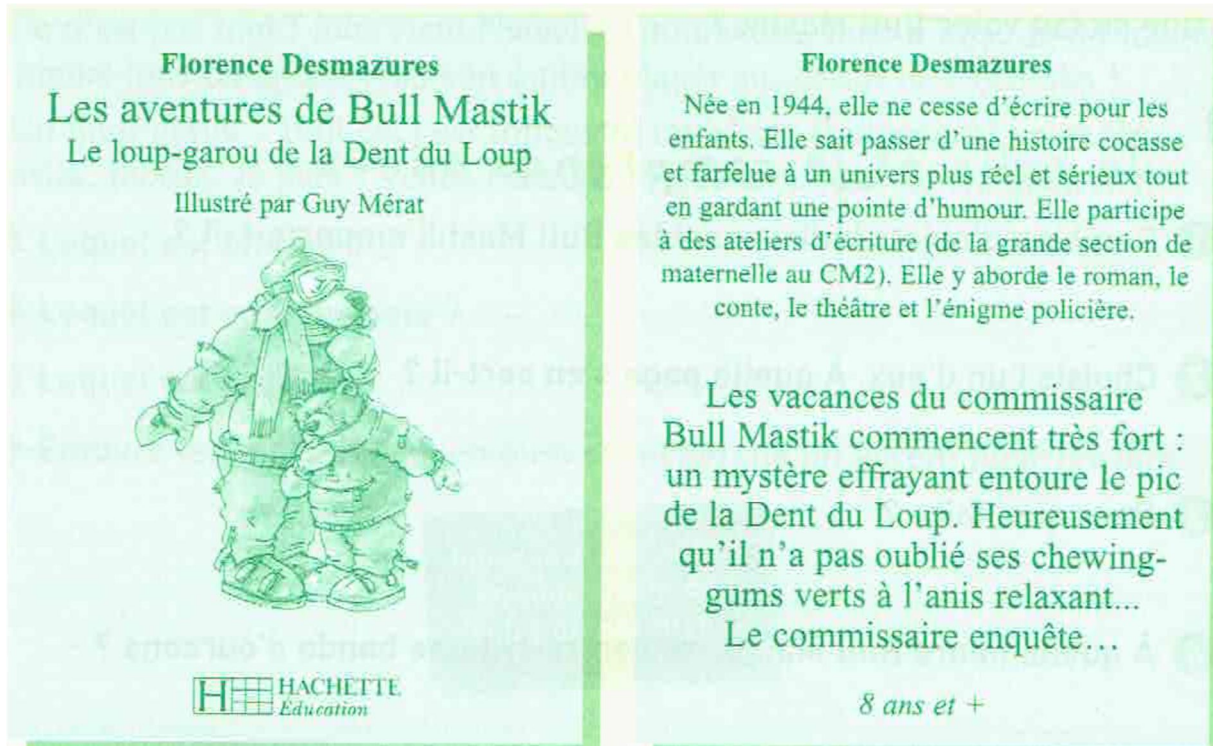 Florence Desmazures
Les aventures de Bull Mastik
Le loup-garou de la Dent du Loup
Illustré par Guy Mérat
HACHETTE
Éducation
Florence Desmazures
Née en 1944, elle ne cesse d'écrire pour les
enfants. Elle sait passer d'une histoire cocasse
et farfelue à un univers plus réel et sérieux tout
en gardant une pointe d'humour. Elle participe
à des ateliers d'écriture (de la grande section de
maternelle au CM2). Elle y aborde le roman, le
conte, le théâtre et l'énigme policière.
Les vacances du commissaire
Bull Mastik commencent très fort :
un mystère effrayant entoure le pic
de la Dent du Loup. Heureusement
qu'il n'a pas oublié ses chewing-
gums verts à l'anis relaxant...
Le commissaire enquête...
8 ans et +